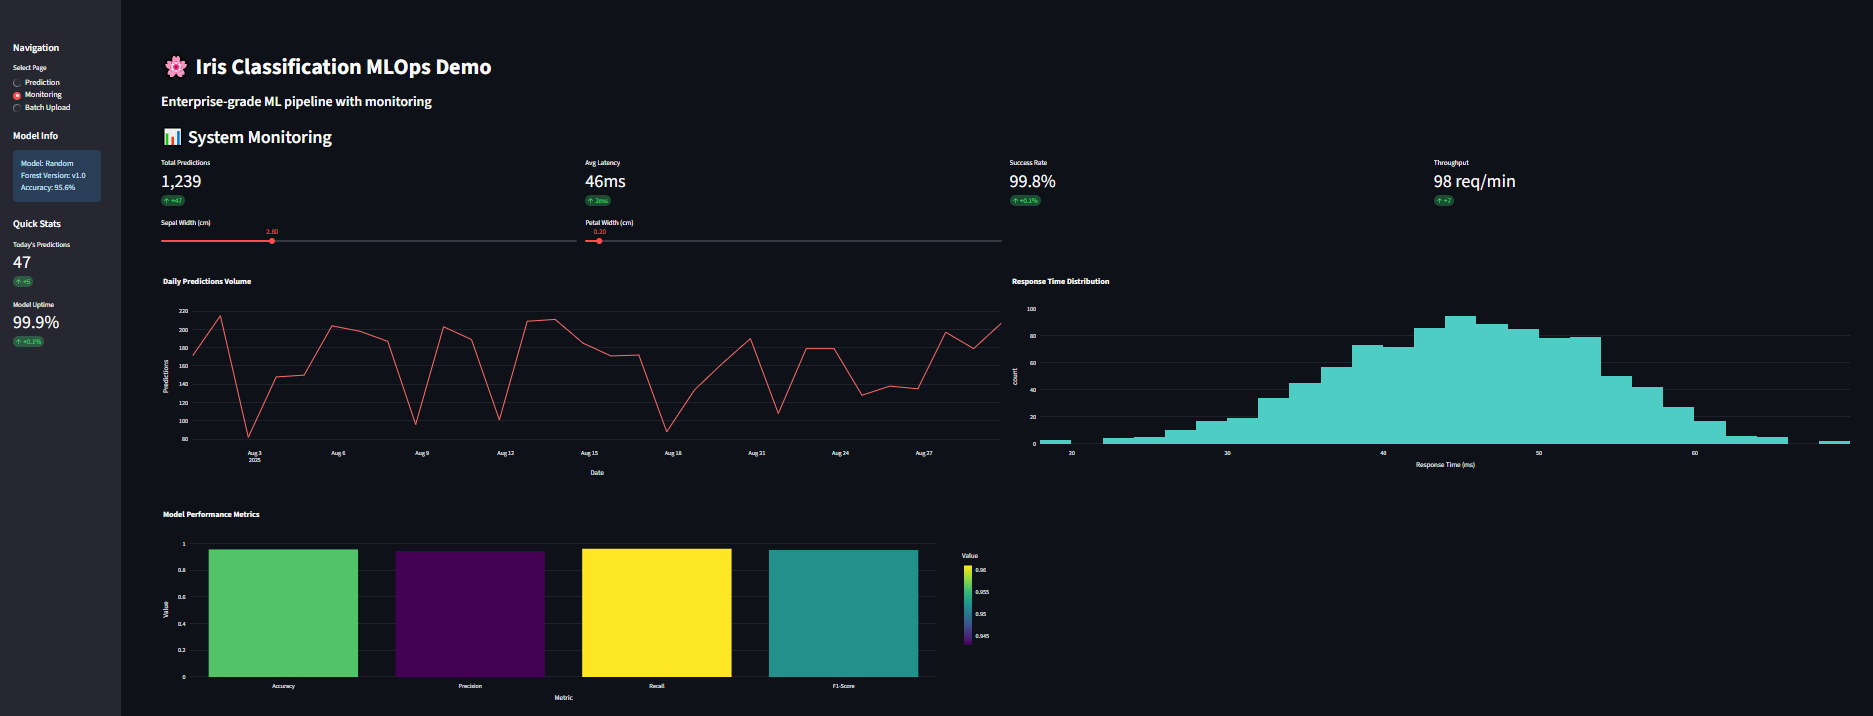 Navigation
Select Page
Prediction
Monitoring
Batch Upload
Model Info
Model: Random
Forest Version: v1.0
Accuracy: 95.6%
Quick Stats
Today's Predictions
47
↑ +5
Model Uptime
99.9%
↑ +0.1%
🌸 Iris Classification MLOps Demo
Enterprise-grade ML pipeline with monitoring
📊 System Monitoring
Total Predictions
1,239
↑ +47
Avg Latency
46ms
↑ 2ms
Success Rate
99.8%
↑ +0.1%
Throughput
98 req/min
↑ +7
Sepal Width (cm)
2.80
Petal Width (cm)
0.20
Daily Predictions Volume
220
200
180
160
140
120
100
80
Predictions
Aug 3
2025
Aug 6
Aug 9
Aug 12
Aug 15
Aug 18
Aug 21
Aug 24
Aug 27
Date
Response Time Distribution
100
80
60
40
20
0
count
20
30
40
50
60
Response Time (ms)
Model Performance Metrics
1
0.8
0.6
0.4
0.2
0
Value
Accuracy
Precision
Recall
F1-Score
Metric
Value
0.96
0.955
0.95
0.945